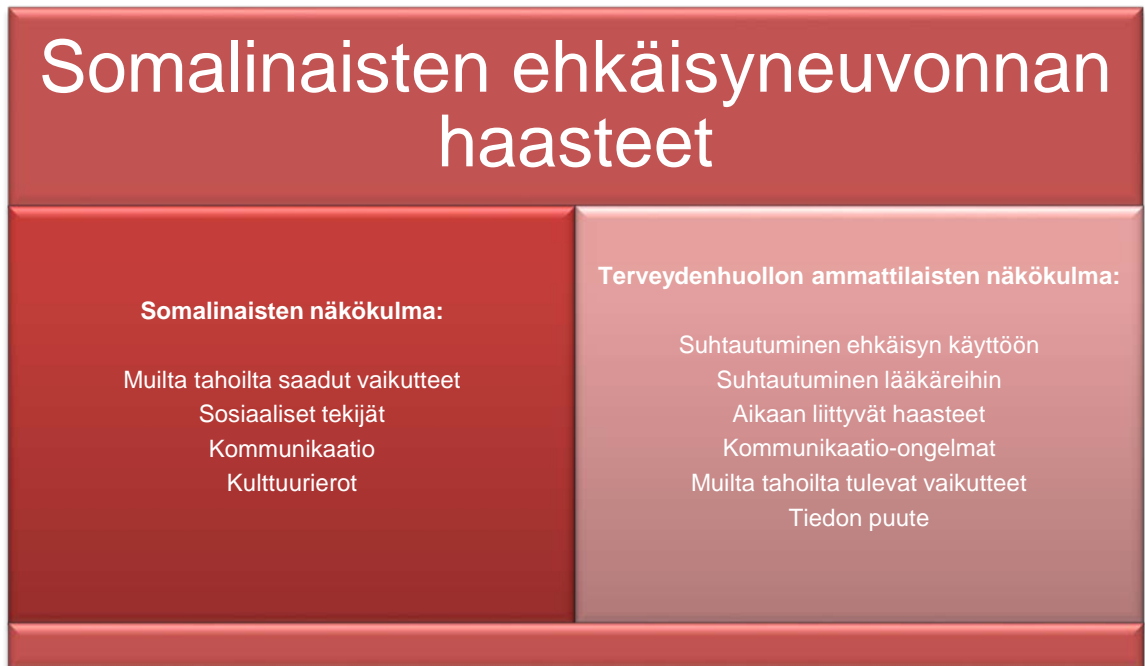 Somalinaisten ehkäisyneuvonnan
haasteet
Somalinaisten näkökulma:
Muilta tahoilta saadut vaikutteet
Sosiaaliset tekijät
Kommunikaatio
Kulttuurierot
Terveydenhuollon ammattilaisten näkökulma:
Suhtautuminen ehkäisyn käyttöön
Suhtautuminen lääkäreihin
Aikaan liittyvät haasteet
Kommunikaatio-ongelmat
Muilta tahoilta tulevat vaikutteet
Tiedon puute